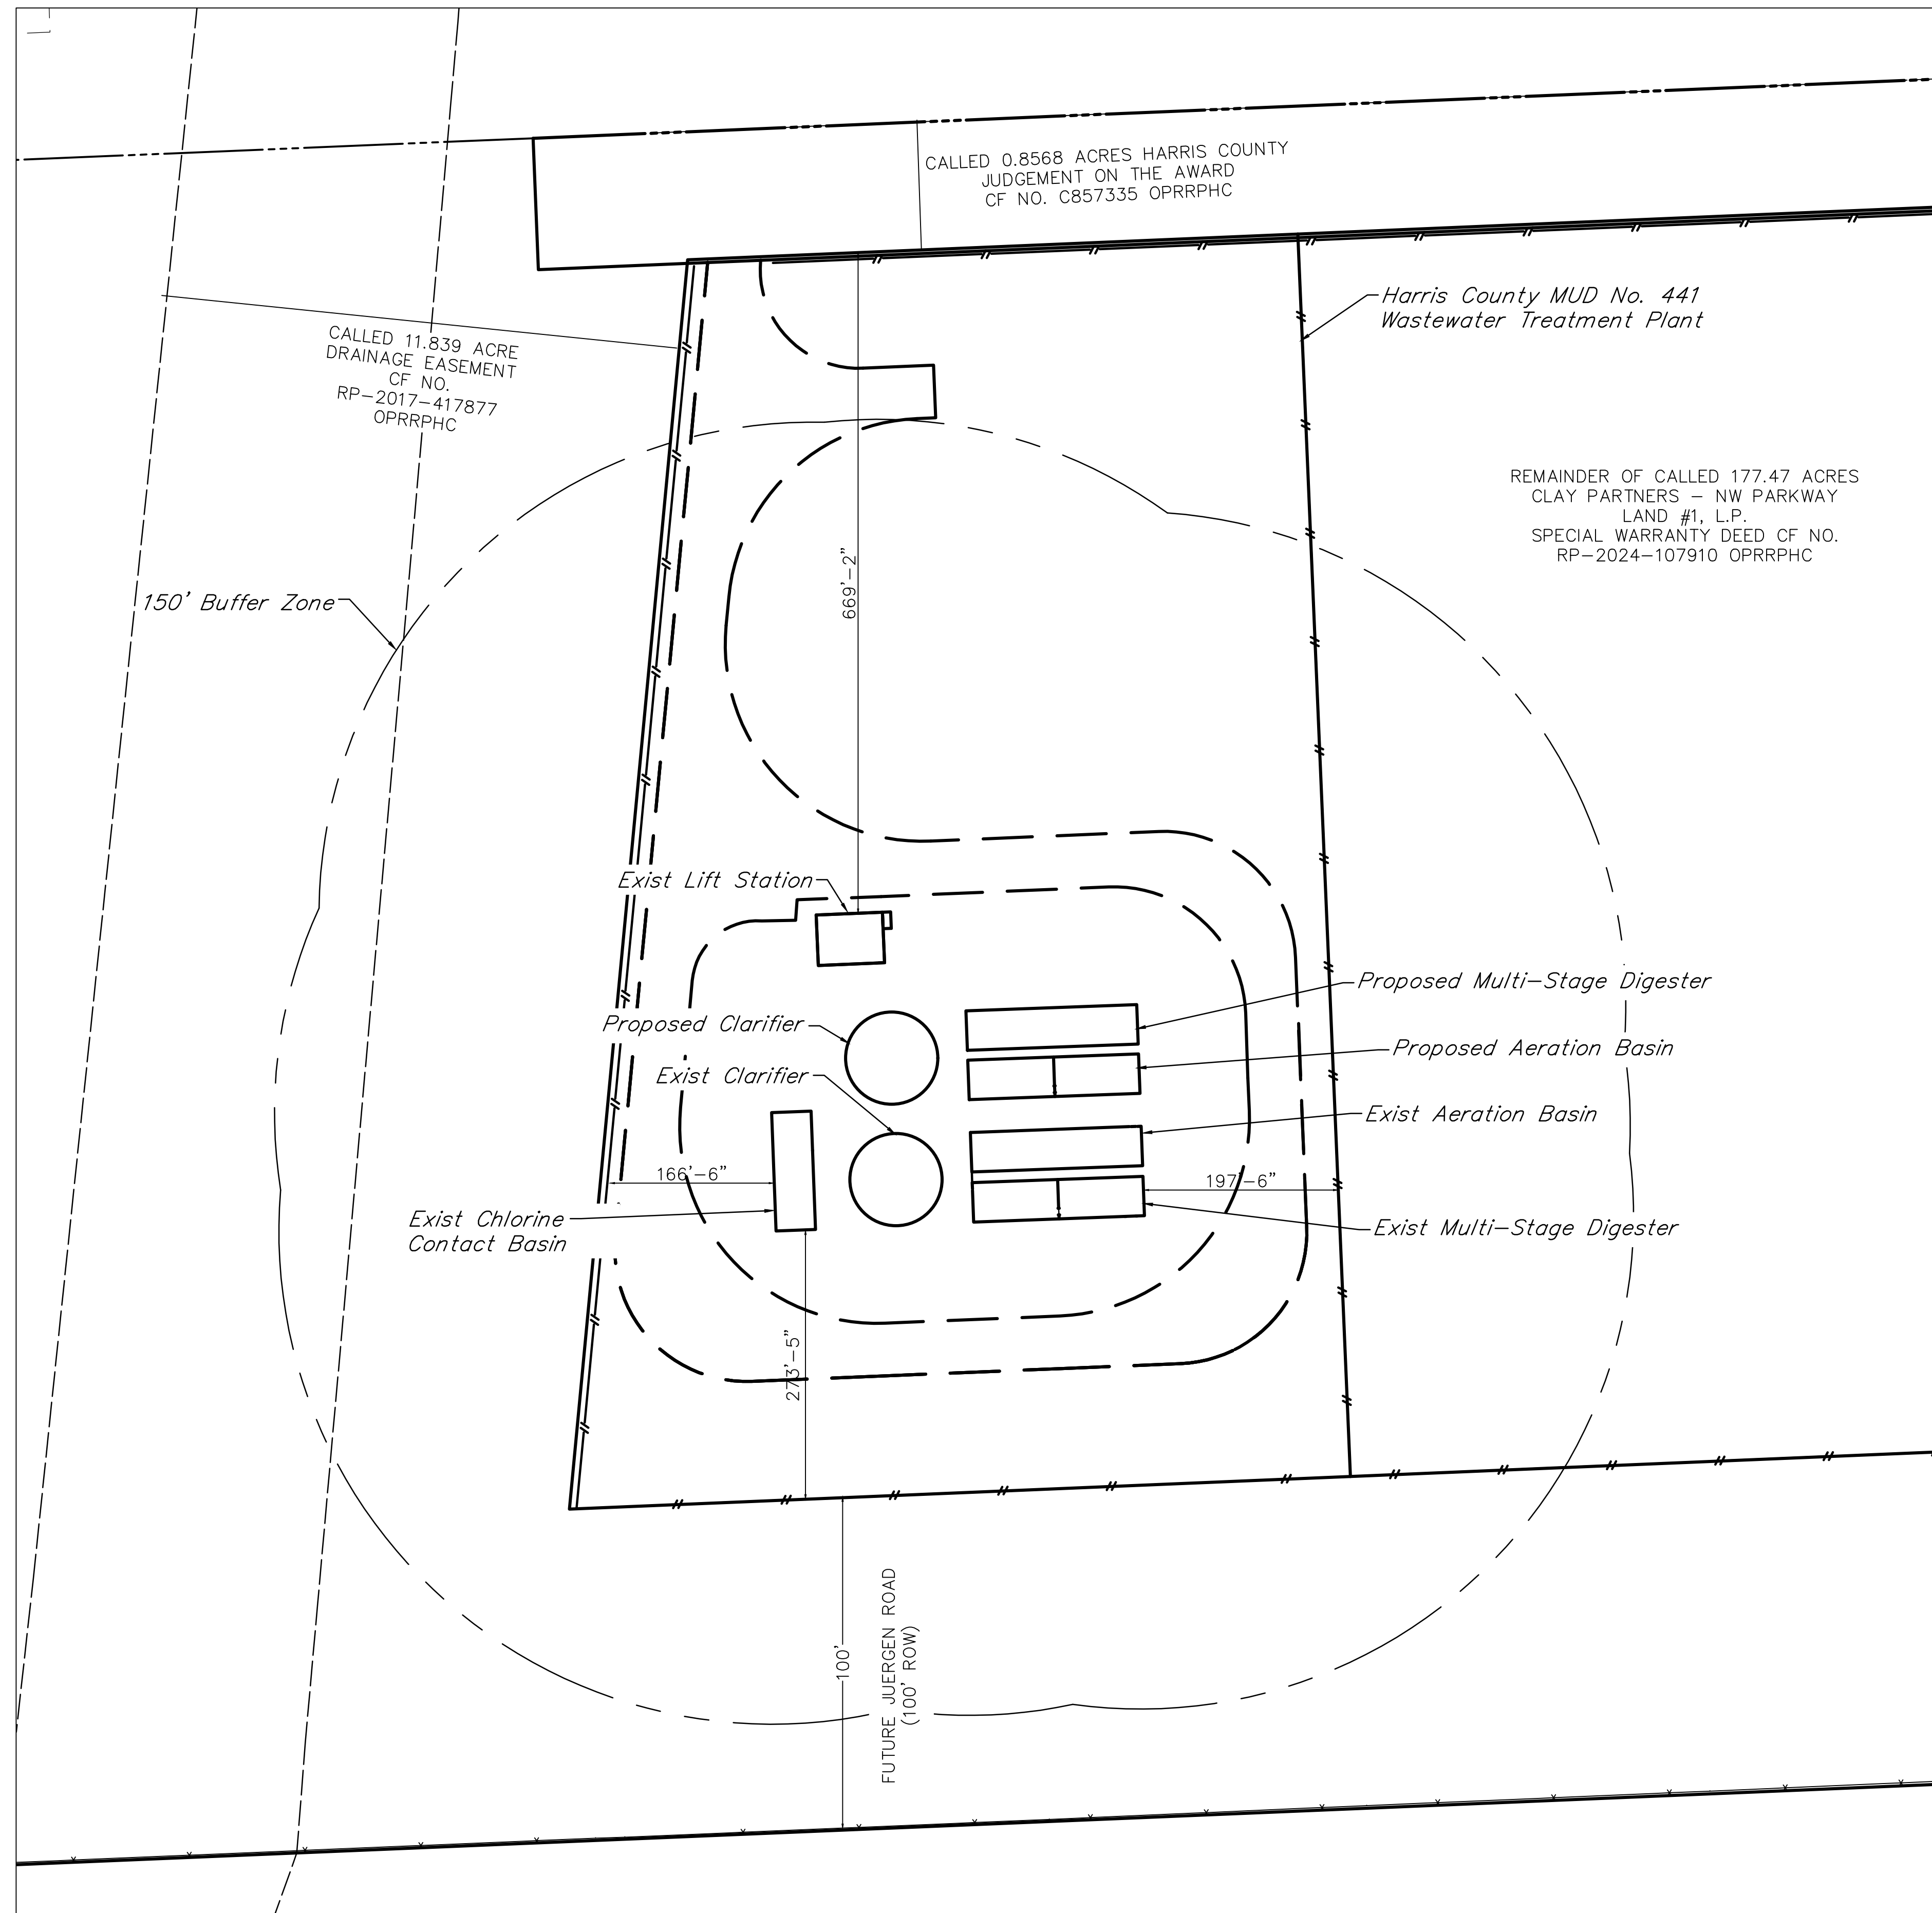 CALLED 0.8568 ACRES HARRIS COUNTY
JUDGEMENT ON THE AWARD
CF NO. C857335 OPRRPHC
Harris County MUD No. 441
Wastewater Treatment Plant
CALLED 11.839 ACRE
DRAINAGE EASEMENT
CF NO.
RP-2017-417877
OPRRPHC
REMAINDER OF CALLED 177.47 ACRES
CLAY PARTNERS - NW PARKWAY
LAND #1, L.P.
SPECIAL WARRANTY DEED CF NO.
RP-2024-107910 OPRRPHC
150' Buffer Zone
669'-2"
Exist Lift Station
Proposed Multi-Stage Digester
Proposed Clarifier
Proposed Aeration Basin
Exist Clarifier
Exist Aeration Basin
166'-6"
197'-6"
Exist Chlorine
Contact Basin
Exist Multi-Stage Digester
273'-5"
100'
FUTURE JUERGEN ROAD
(100' ROW)